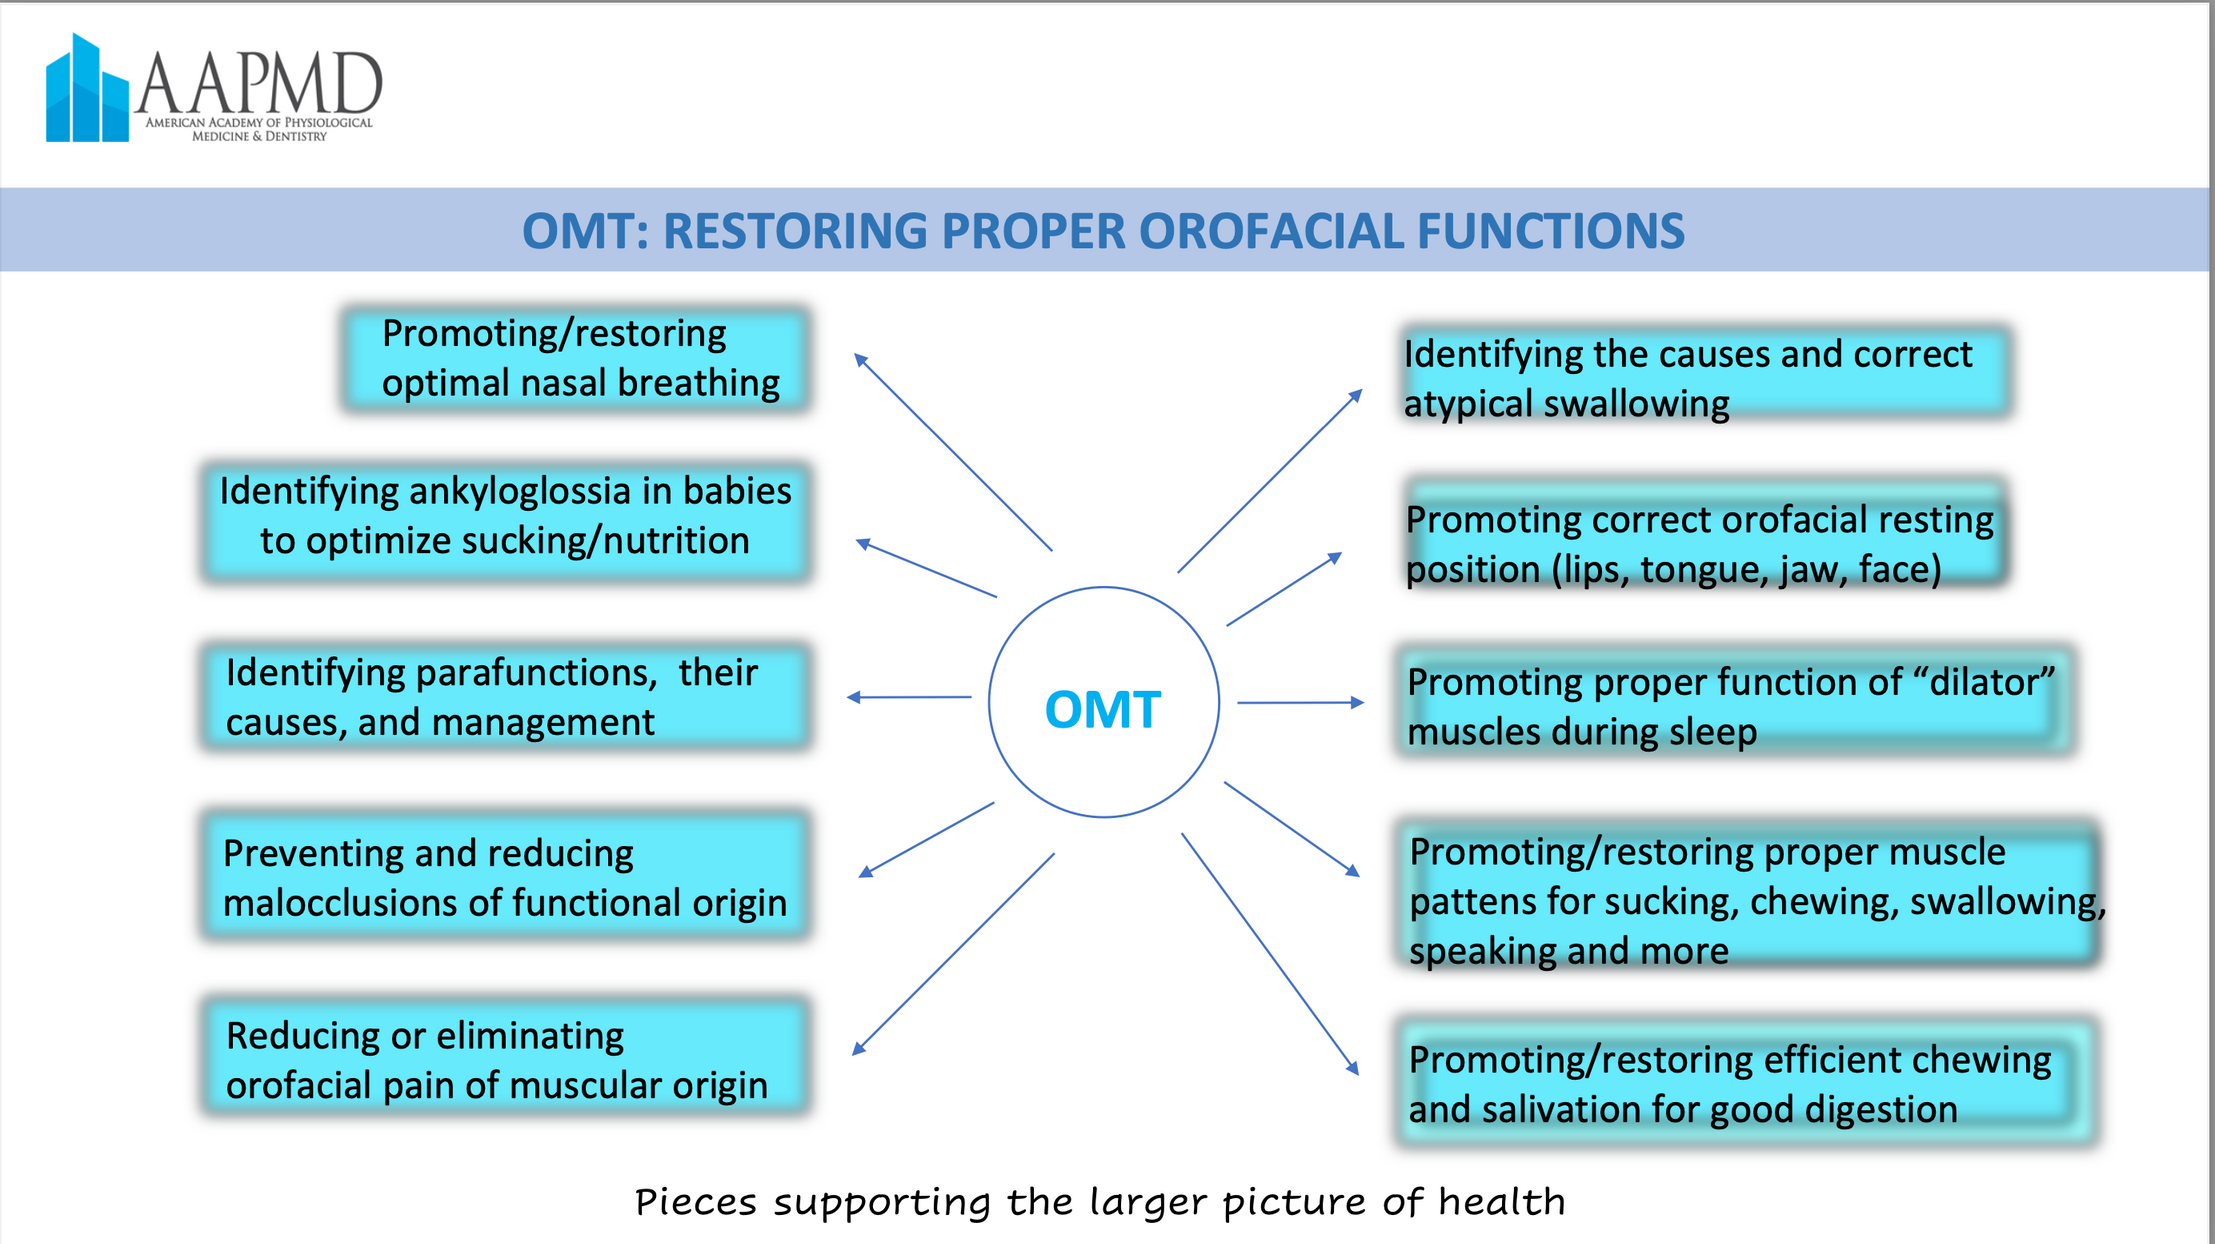 AAPMD
AMERICAN ACADEMY OF PHYSIOLOGICAL
MEDICINE & DENTISTRY
OMT: RESTORING PROPER OROFACIAL FUNCTIONS
Promoting/restoring
optimal nasal breathing
Identifying ankyloglossia in babies
to optimize sucking/nutrition
Identifying parafunctions,  their
causes, and management
Preventing and reducing
malocclusions of functional origin
Reducing or eliminating
orofacial pain of muscular origin
OMT
Identifying the causes and correct
atypical swallowing
Promoting correct orofacial resting
position (lips, tongue, jaw, face)
Promoting proper function of “dilator”
muscles during sleep
Promoting/restoring proper muscle
pattens for sucking, chewing, swallowing,
speaking and more
Promoting/restoring efficient chewing
and salivation for good digestion
Pieces supporting the larger picture of health